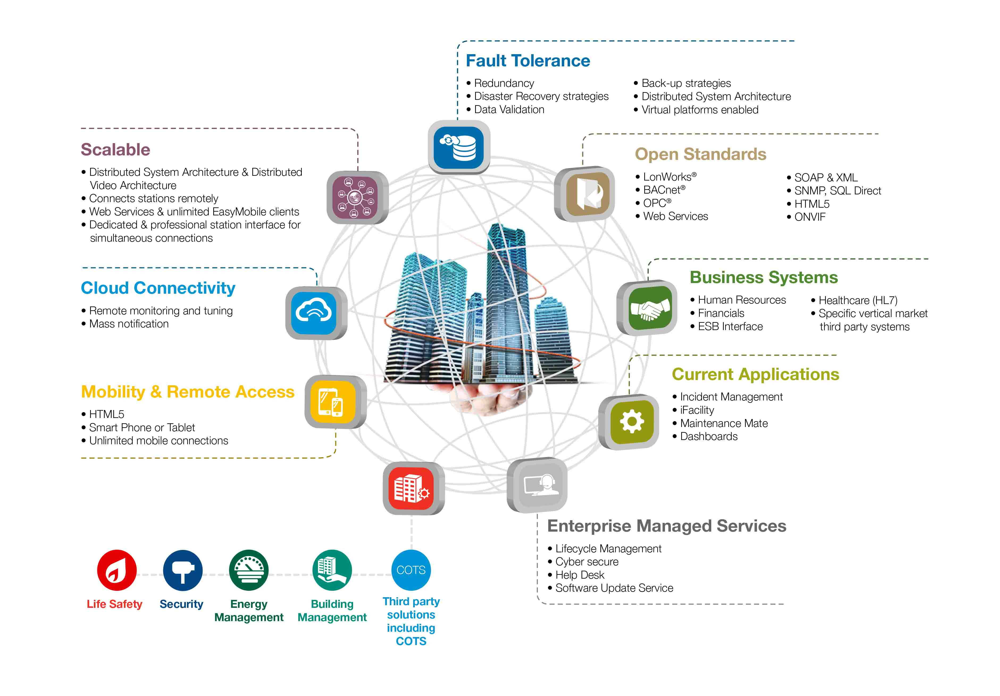 Fault Tolerance
• Redundancy
• Disaster Recovery strategies
• Data Validation
• Back-up strategies
• Distributed System Architecture
• Virtual platforms enabled
Scalable
• Distributed System Architecture & Distributed
Video Architecture
• Connects stations remotely
• Web Services & unlimited EasyMobile clients
• Dedicated & professional station interface for
simultaneous connections
Open Standards
• LonWorks®
• BACnet®
• OPC®
• Web Services
• SOAP & XML
• SNMP, SQL Direct
• HTML5
• ONVIF
Cloud Connectivity
• Remote monitoring and tuning
• Mass notification
Business Systems
• Human Resources
• Financials
• ESB Interface
• Healthcare (HL7)
• Specific vertical market
third party systems
Mobility & Remote Access
• HTML5
• Smart Phone or Tablet
• Unlimited mobile connections
Current Applications
• Incident Management
• iFacility
• Maintenance Mate
• Dashboards
Enterprise Managed Services
• Lifecycle Management
• Cyber secure
• Help Desk
• Software Update Service
Life Safety
Security
Energy
Management
Building
Management
COTS
Third party
solutions
including
COTS